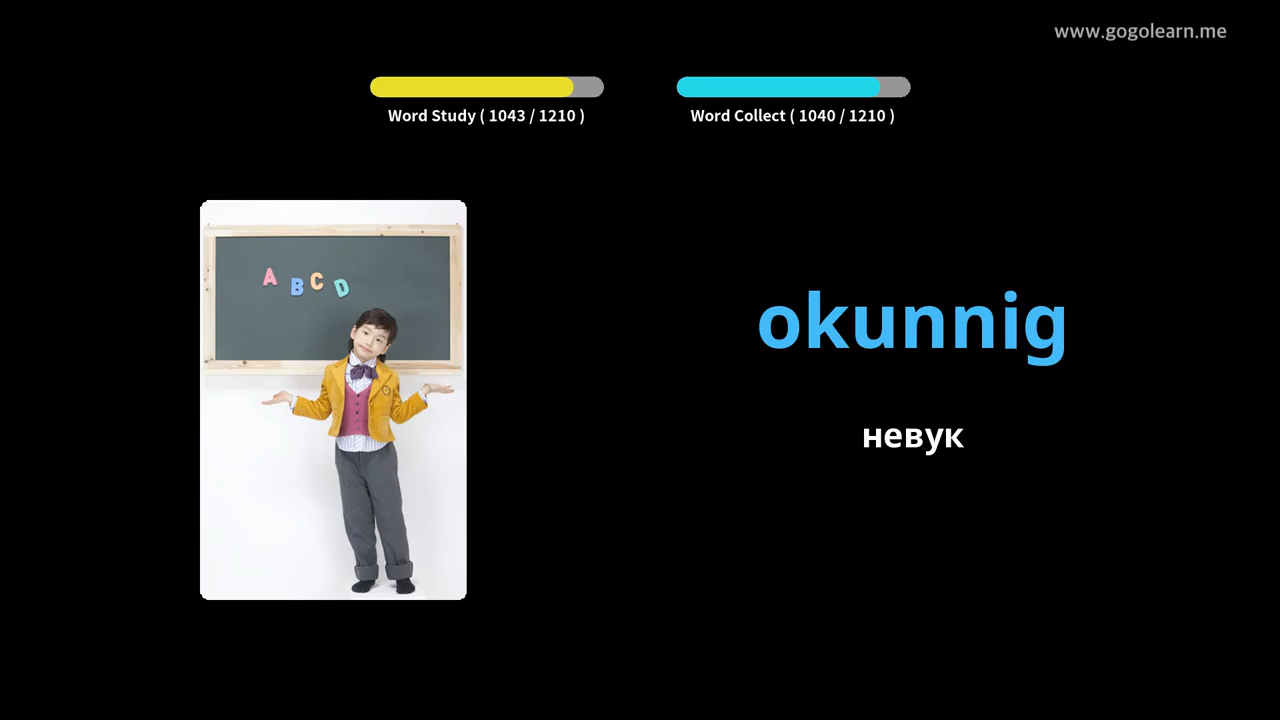 www.gogolearn.me
Word Study ( 1043 / 1210 )
Word Collect ( 1040 / 1210 )
A B C D
okunnig
невук